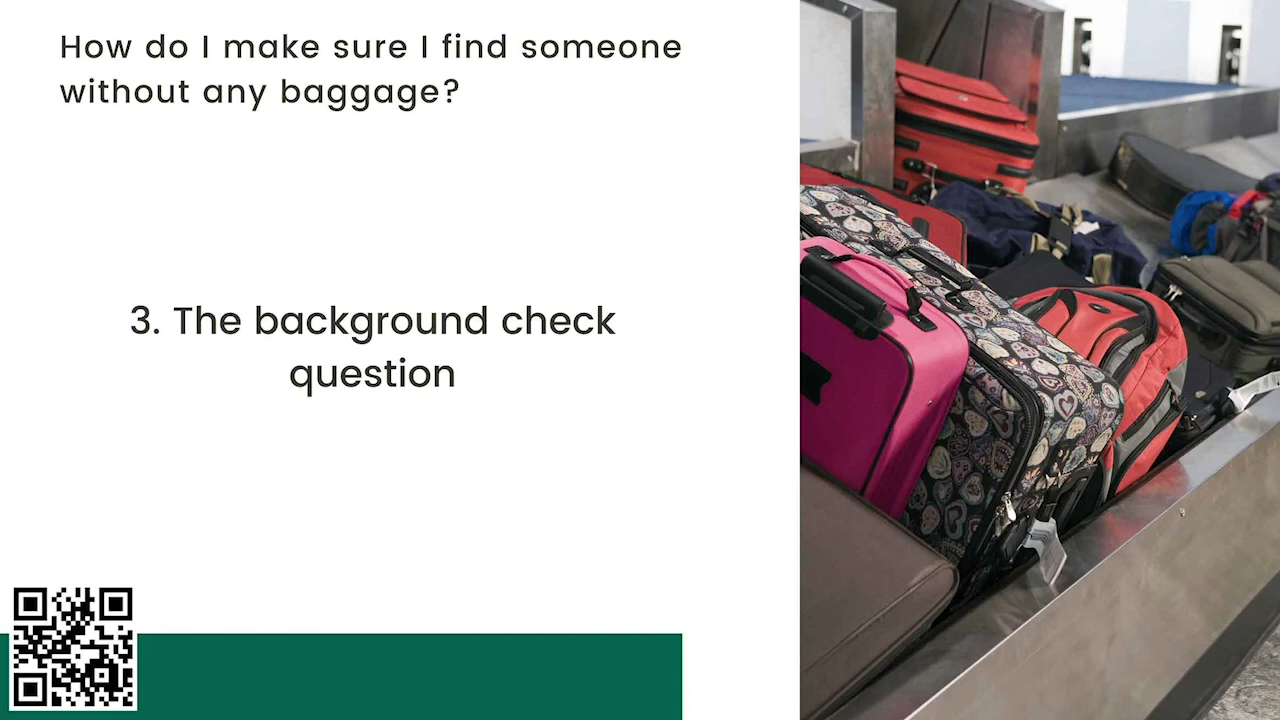 How do I make sure I find someone
without any baggage?
3. The background check
question